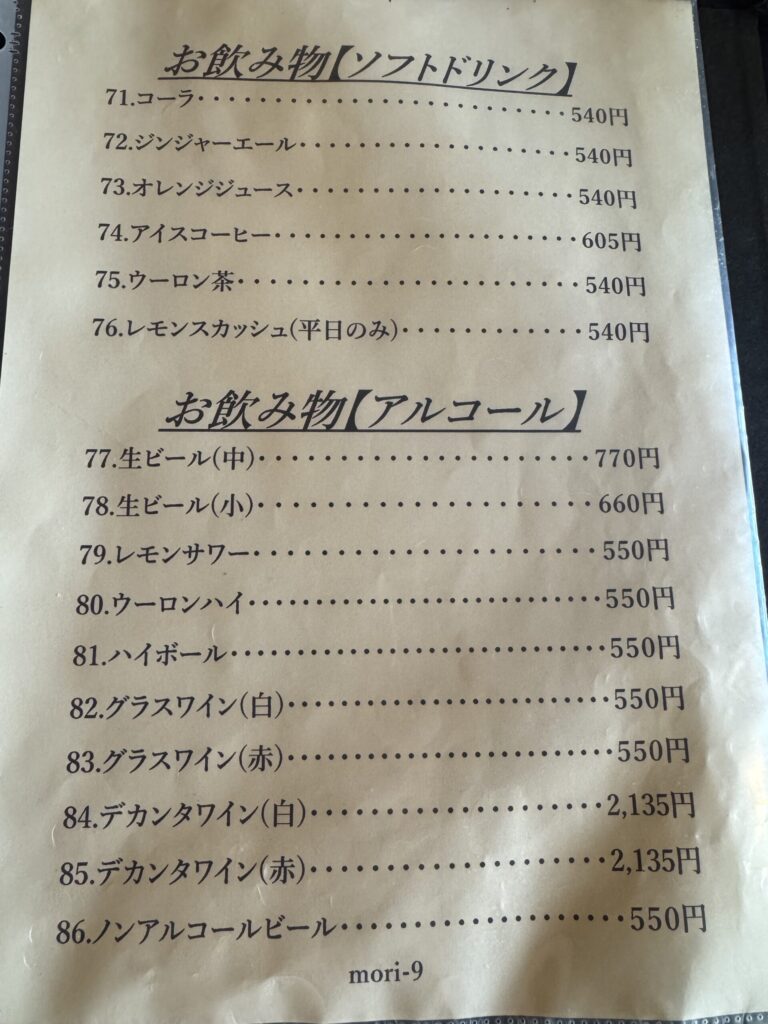 お飲み物【ソフトドリンク】
71.コーラ・・・・・・・・・・・・・・・・・・・・・・・540円
72.ジンジャーエール・・・・・・・・・・・・・・・・・540円
73.オレンジジュース・・・・・・・・・・・・・・・・・540円
74.アイスコーヒー・・・・・・・・・・・・・・・・・・・605円
75.ウーロン茶・・・・・・・・・・・・・・・・・・・・・540円
76.レモンスカッシュ(平日のみ)・・・・・・・・・・・540円
お飲み物【アルコール】
77.生ビール(中)・・・・・・・・・・・・・・・・・・・・770円
78.生ビール(小)・・・・・・・・・・・・・・・・・・・・660円
79.レモンサワー・・・・・・・・・・・・・・・・・・・・550円
80.ウーロンハイ・・・・・・・・・・・・・・・・・・・・550円
81.ハイボール・・・・・・・・・・・・・・・・・・・・・550円
82.グラスワイン(白)・・・・・・・・・・・・・・・・・・550円
83.グラスワイン(赤)・・・・・・・・・・・・・・・・・・550円
84.デカンタワイン(白)・・・・・・・・・・・・・・・・2,135円
85.デカンタワイン(赤)・・・・・・・・・・・・・・・・2,135円
86.ノンアルコールビール・・・・・・・・・・・・・・・550円
mori-9